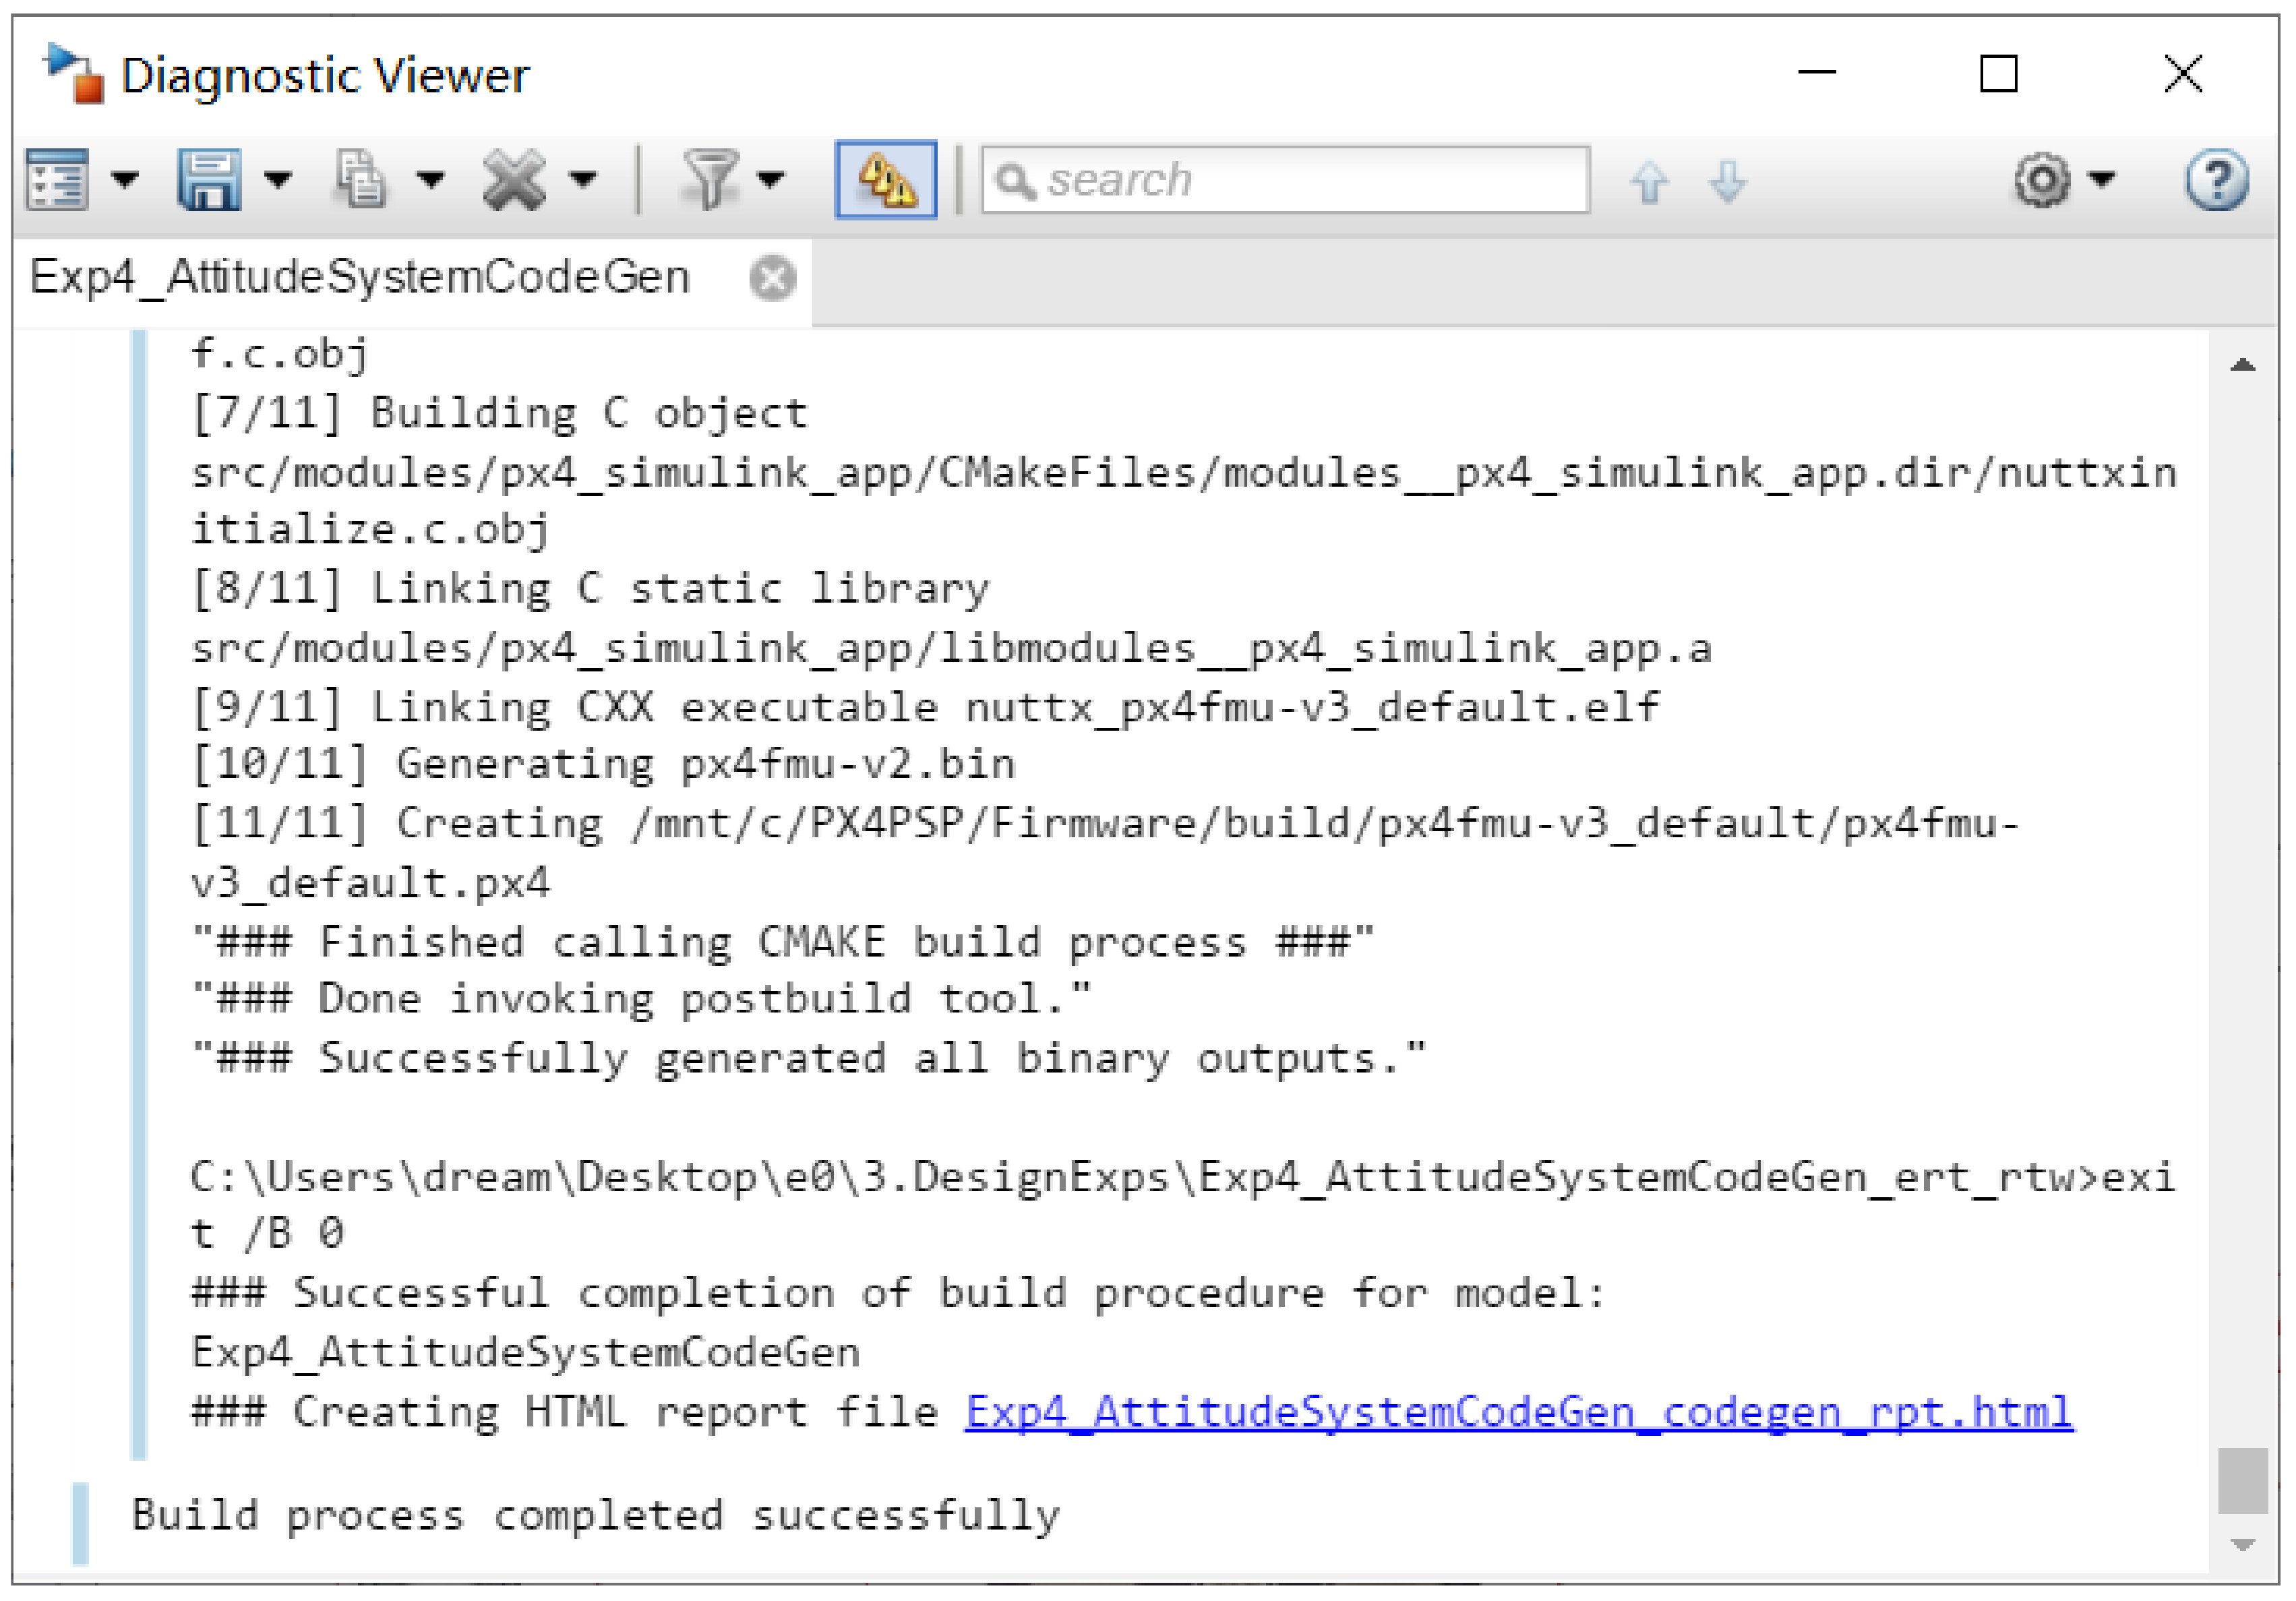 Diagnostic Viewer
search
Exp4_AttitudeSystemCodeGen
f.c.obj
[7/11] Building C object
src/modules/px4_simulink_app/CMakeFiles/modules__px4_simulink_app.dir/nuttxin
itialize.c.obj
[8/11] Linking C static library
src/modules/px4_simulink_app/libmodules__px4_simulink_app.a
[9/11] Linking CXX executable nuttx_px4fmu-v3_default.elf
[10/11] Generating px4fmu-v2.bin
[11/11] Creating /mnt/c/PX4PSP/Firmware/build/px4fmu-v3_default/px4fmu-
v3_default.px4
"### Finished calling CMAKE build process ###"
"### Done invoking postbuild tool."
"### Successfully generated all binary outputs."
C:\Users\dream\Desktop\e0\3.DesignExps\Exp4_AttitudeSystemCodeGen_ert_rtw>exi
t /B 0
### Successful completion of build procedure for model:
Exp4_AttitudeSystemCodeGen
### Creating HTML report file Exp4_AttitudeSystemCodeGen_codegen_rpt.html
Build process completed successfully